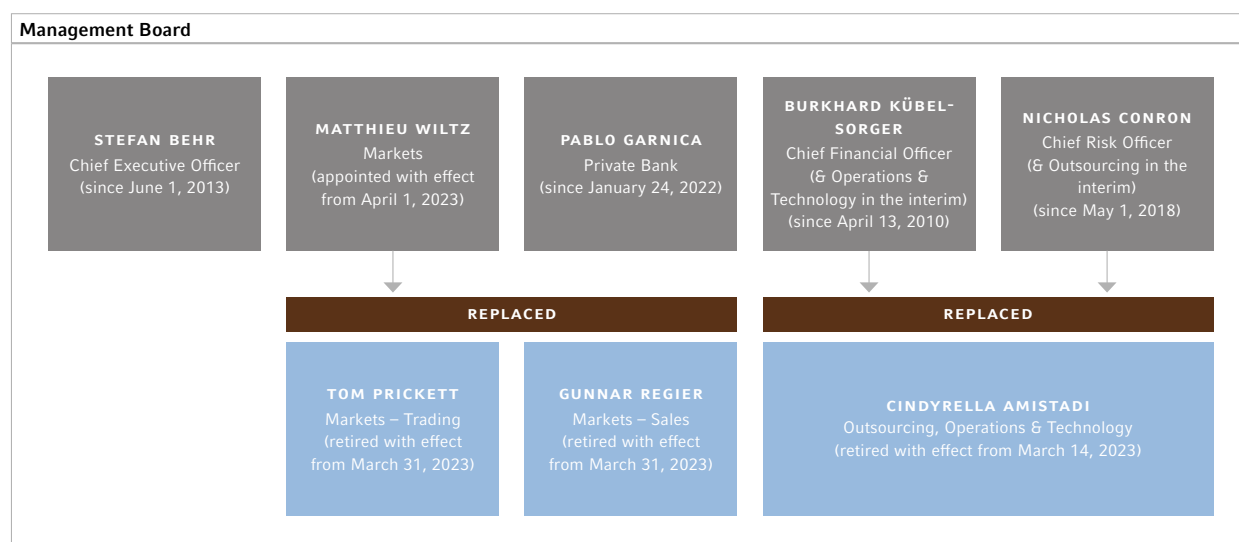 Management Board
STEFAN BEHR
Chief Executive Officer
(since June 1, 2013)
MATTHIEU WILTZ
Markets
(appointed with effect
from April 1, 2023)
PABLO GARNICA
Private Bank
(since January 24, 2022)
BURKHARD KÜBEL-
SORGER
Chief Financial Officer
(& Operations &
Technology in the interim)
(since April 13, 2010)
NICHOLAS CONRON
Chief Risk Officer
(& Outsourcing in the
interim)
(since May 1, 2018)
REPLACED
REPLACED
TOM PRICKETT
Markets – Trading
(retired with effect
from March 31, 2023)
GUNNAR REGIER
Markets – Sales
(retired with effect
from March 31, 2023)
CINDYRELLA AMISTADI
Outsourcing, Operations & Technology
(retired with effect from March 14, 2023)